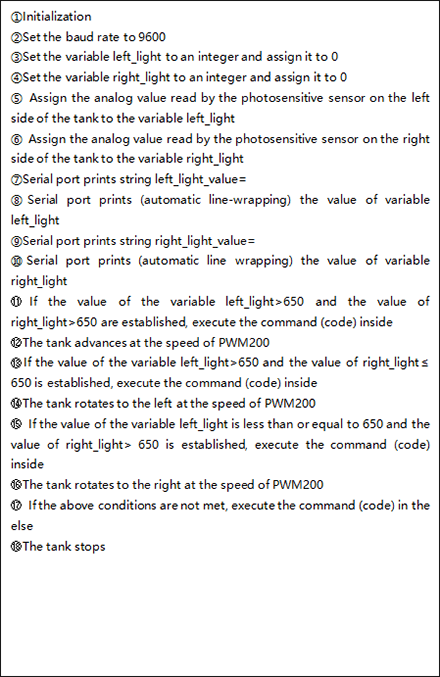 ①Initialization
②Set the baud rate to 9600
③Set the variable left_light to an integer and assign it to 0
④Set the variable right_light to an integer and assign it to 0
⑤ Assign the analog value read by the photosensitive sensor on the left
side of the tank to the variable left_light
⑥ Assign the analog value read by the photosensitive sensor on the right
side of the tank to the variable right_light
⑦Serial port prints string left_light_value=
⑧ Serial port prints (automatic line-wrapping) the value of variable
left_light
⑨Serial port prints string right_light_value=
⑩ Serial port prints (automatic line wrapping) the value of variable
right_light
⑪ If the value of the variable left_light>650 and the value of
right_light>650 are established, execute the command (code) inside
⑫The tank advances at the speed of PWM200
⑬If the value of the variable left_light>650 and the value of right_light≤
650 is established, execute the command (code) inside
⑭The tank rotates to the left at the speed of PWM200
⑮ If the value of the variable left_light is less than or equal to 650 and the
value of right_light> 650 is established, execute the command (code)
inside
⑯The tank rotates to the right at the speed of PWM200
⑰ If the above conditions are not met, execute the command (code) in the
else
⑱The tank stops